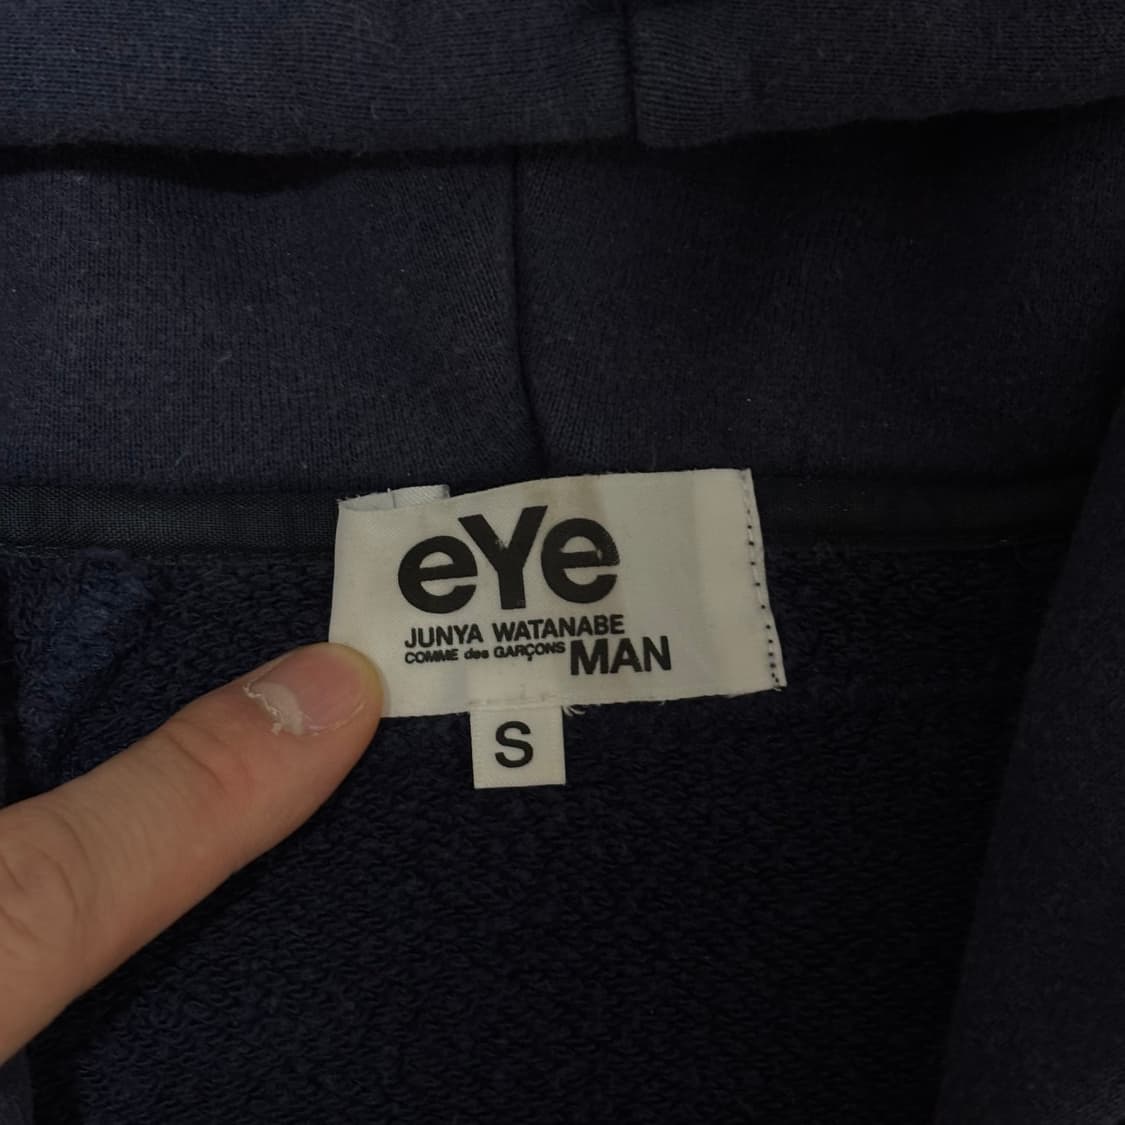 eYe
JUNYA WATANABE
COMME des GARÇONS MAN
S